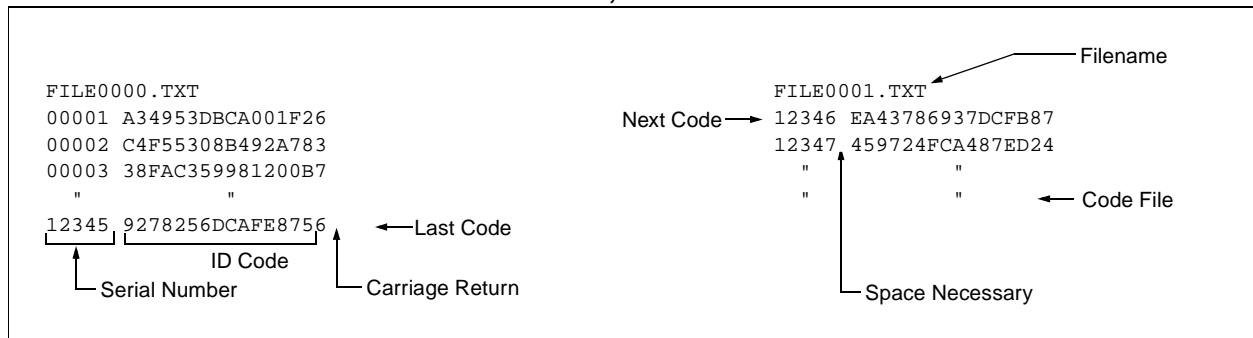 FILE0000.TXT
00001 A34953DBCA001F26
00002 C4F55308B492A783
00003 38FAC359981200B7
" "
12345 9278256DCAFE8756
Last Code
ID Code
Serial Number
Carriage Return
Filename
FILE0001.TXT
Next Code
12346 EA43786937DCFB87
12347 459724FCA487ED24
" "
" "
Code File
Space Necessary